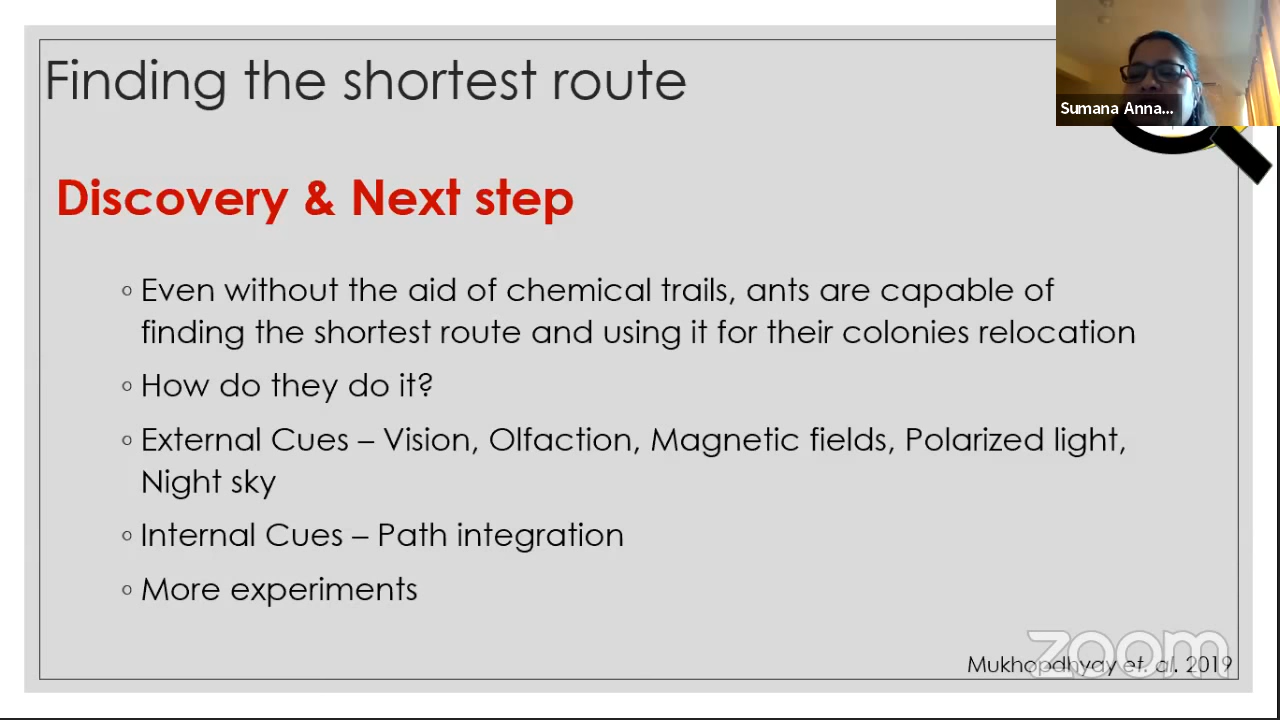 Finding the shortest route
Sumana Anna...
Discovery & Next step
◦ Even without the aid of chemical trails, ants are capable of
finding the shortest route and using it for their colonies relocation
◦ How do they do it?
◦ External Cues – Vision, Olfaction, Magnetic fields, Polarized light,
Night sky
◦ Internal Cues – Path integration
◦ More experiments
zoom
Mukhopdhyay et. al. 2019